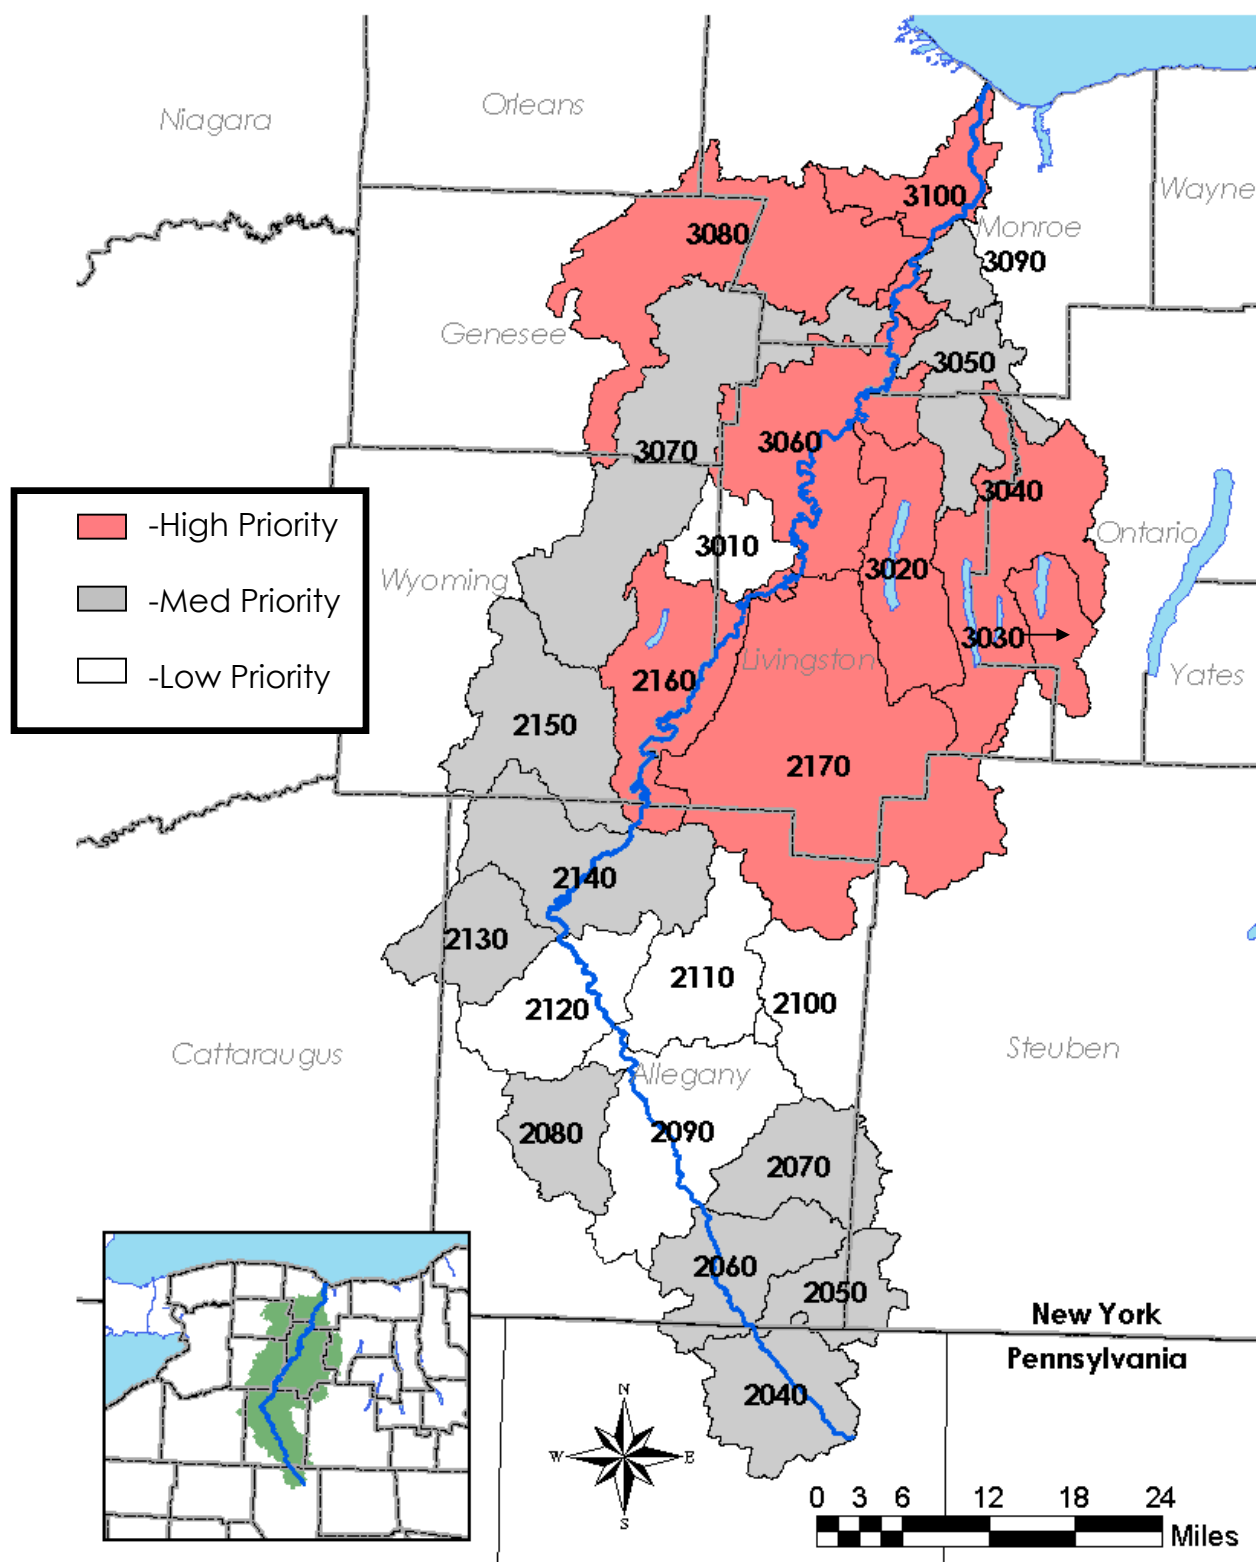 Orleans
Niagara
Wayne
3100
Monroe
3080
3090
Genesee
3050
3060
3070
3040
-High Priority
Ontario
3010
3020
Wyoming
-Med Priority
3030
Livingston
-Low Priority
Yates
2160
2150
2170
2140
2130
2110
2100
2120
Cattaraugus
Steuben
Allegany
2080
2090
2070
2060
2050
New York
Pennsylvania
2040
N
W
E
S
0 3 6 12 18 24
Miles